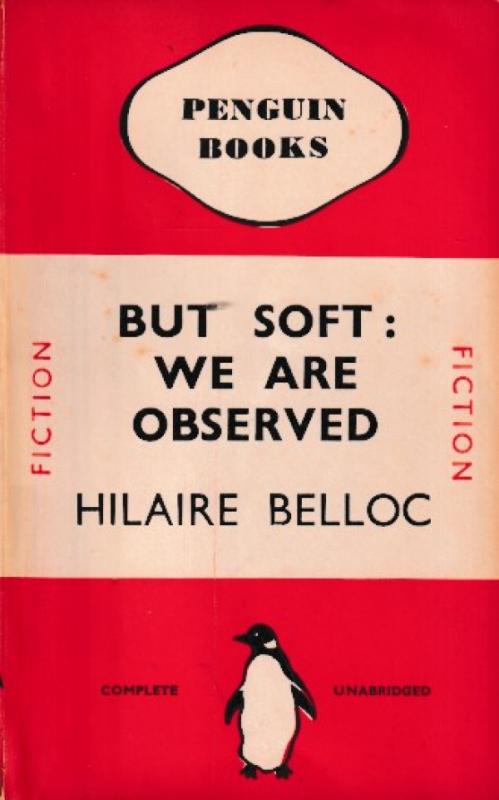 PENGUIN
BOOKS
BUT SOFT:
WE ARE
OBSERVED
FICTION
FICTION
HILAIRE BELLOC
COMPLETE
UNABRIDGED